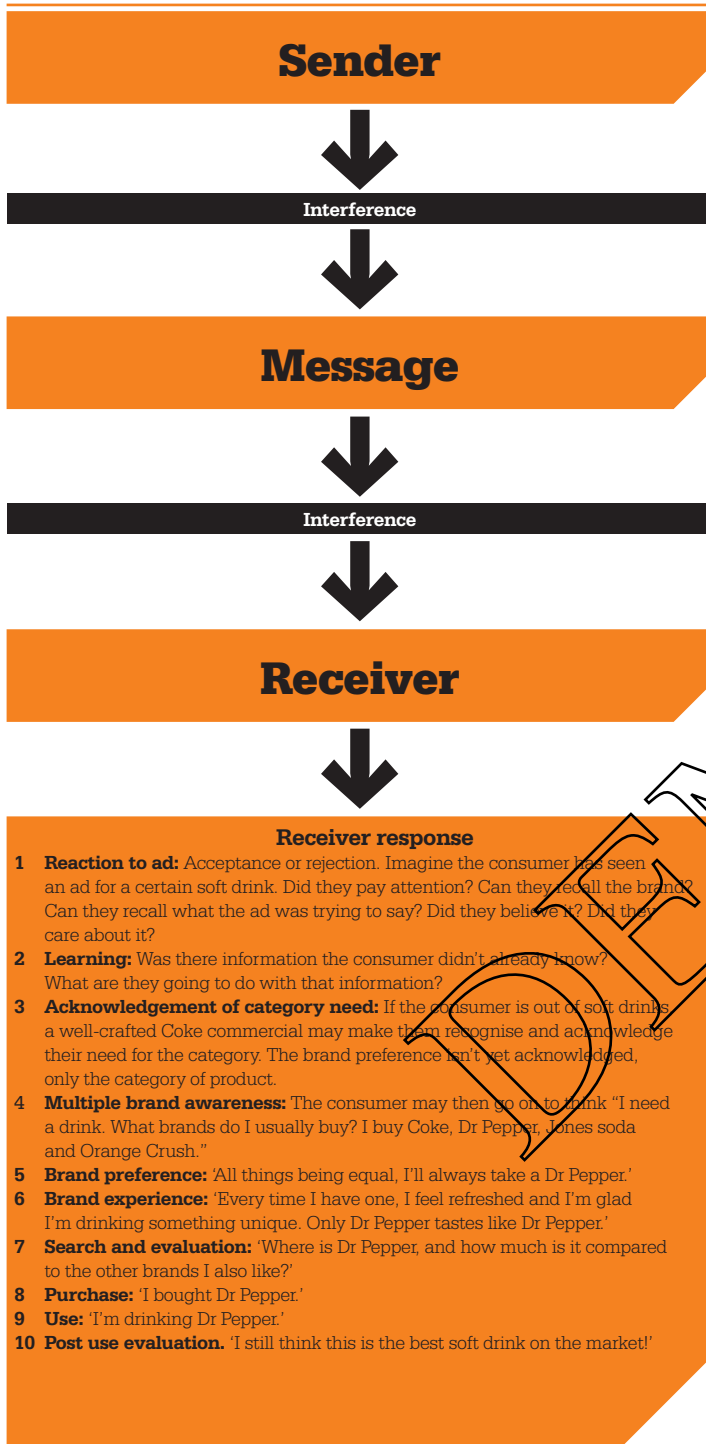 Sender
Interference
Message
Interference
Receiver
Receiver response
1 Reaction to ad: Acceptance or rejection. Imagine the consumer has seen
an ad for a certain soft drink. Did they pay attention? Can they recall the brand?
Can they recall what the ad was trying to say? Did they believe it? Did they
care about it?
2 Learning: Was there information the consumer didn't already know?
What are they going to do with that information?
3 Acknowledgement of category need: If the consumer is out of soft drinks
a well-crafted Coke commercial may make them recognise and acknowledge
their need for the category. The brand preference isn't yet acknowledged,
only the category of product.
4 Multiple brand awareness: The consumer may then go on to think “I need
a drink. What brands do I usually buy? I buy Coke, Dr Pepper, Jones soda
and Orange Crush.”
5 Brand preference: ‘All things being equal, I'll always take a Dr Pepper.’
6 Brand experience: ‘Every time I have one, I feel refreshed and I'm glad
I'm drinking something unique. Only Dr Pepper tastes like Dr Pepper.’
7 Search and evaluation: ‘Where is Dr Pepper, and how much is it compared
to the other brands I also like?’
8 Purchase: ‘I bought Dr Pepper.’
9 Use: ‘I'm drinking Dr Pepper.’
10 Post use evaluation. ‘I still think this is the best soft drink on the market!’